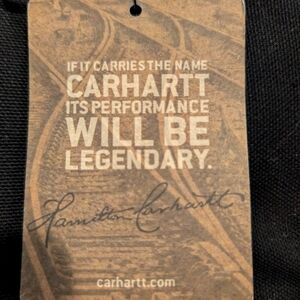 IF IT CARRIES THE NAME
CARHARTT
ITS PERFORMANCE
WILL BE
LEGENDARY.
Hamilton Carhartt
carhartt.com